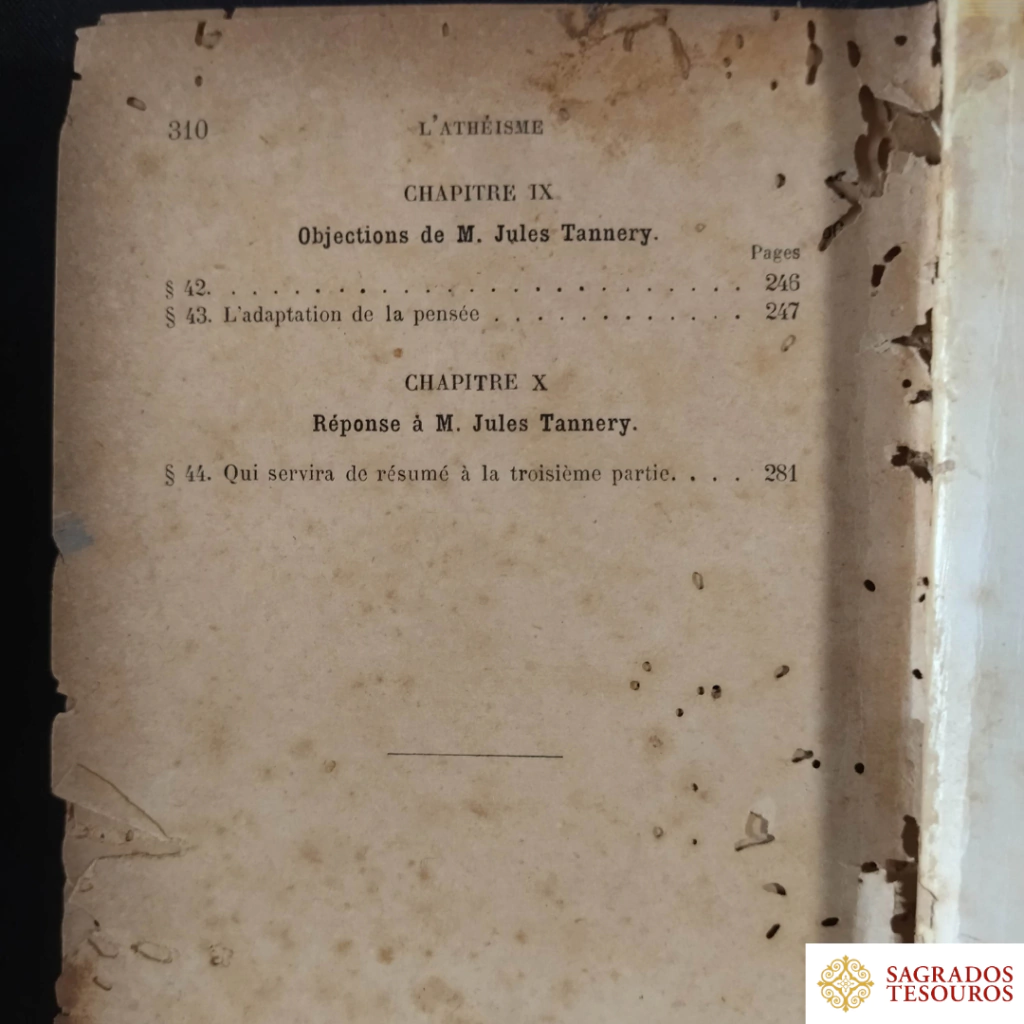 310
L'ATHÉISME
CHAPITRE IX
Objections de M. Jules Tannery.
Pages
§ 42. . . . . . . . . . . . . . . . . . . . . . . . . . 246
§ 43. L'adaptation de la pensée . . . . . . . . . . . . 247
CHAPITRE X
Réponse à M. Jules Tannery.
§ 44. Qui servira de résumé à la troisième partie. . . . 281
SAGRADOS
TESOUROS